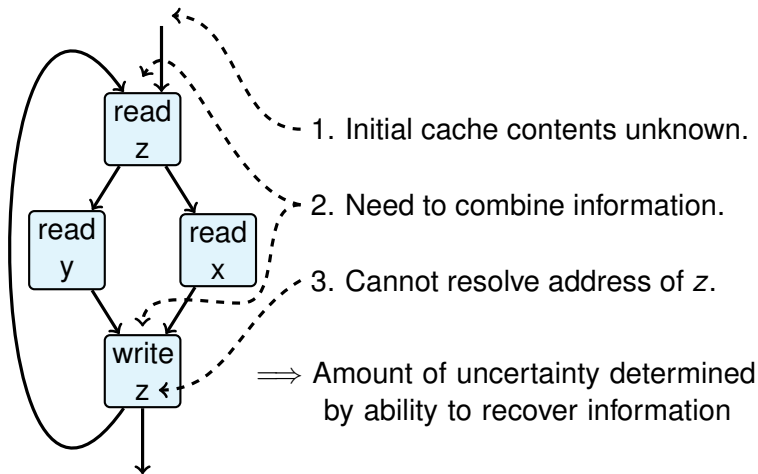 read
z
1. Initial cache contents unknown.
2. Need to combine information.
read
y
read
x
3. Cannot resolve address of z.
write
z
⟹ Amount of uncertainty determined
by ability to recover information